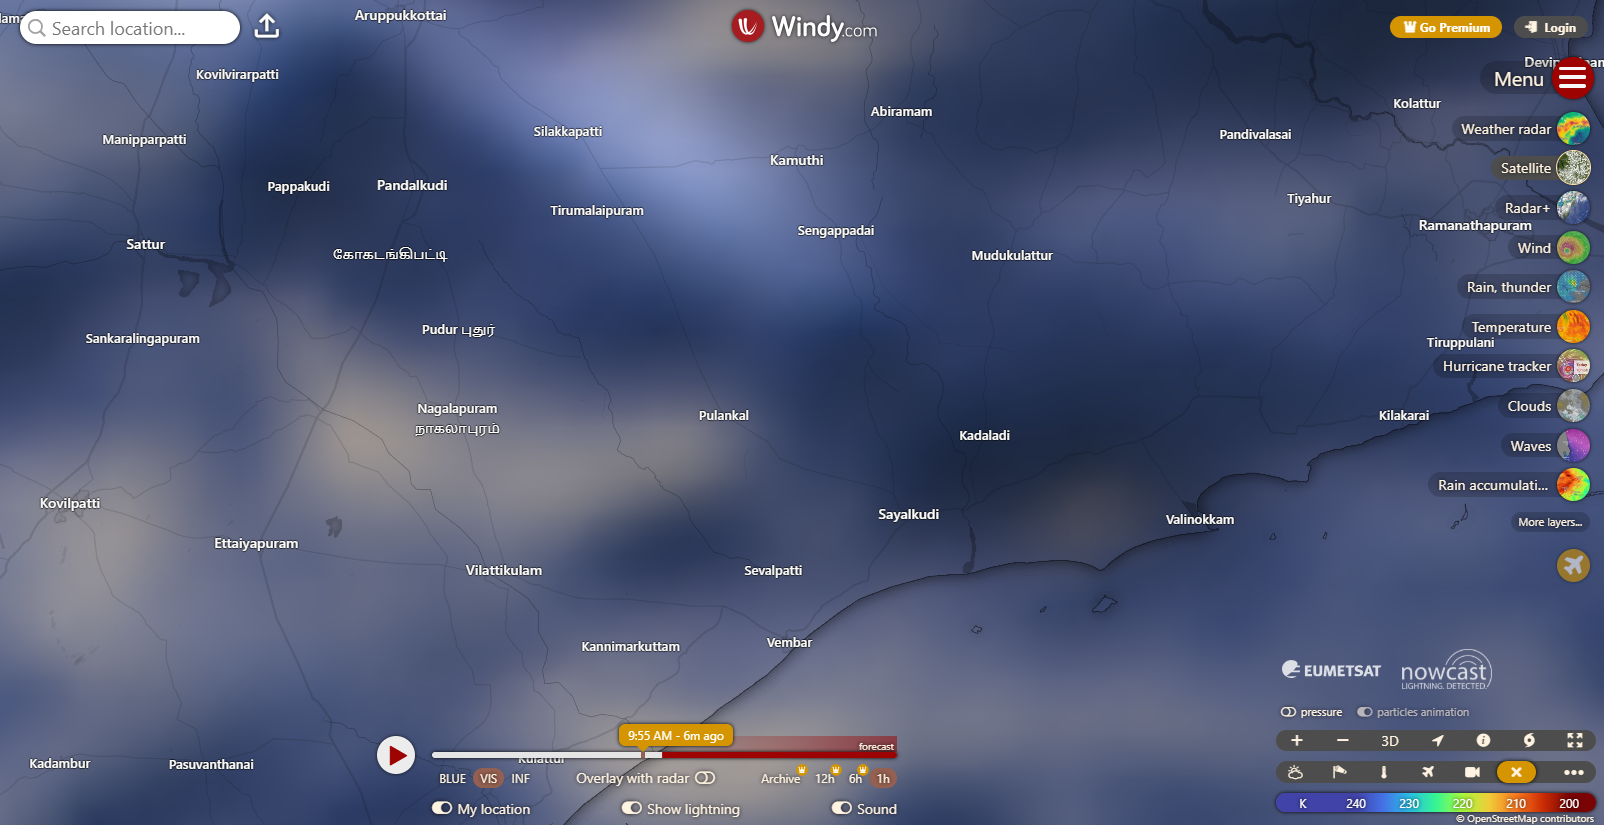 Aruppukkottai
Search location...
Windy.com
Go Premium
Login
Kovilvirarpatti
Menu
Kolattur
Abiramam
Silakkapatti
Manipparpatti
Pandivalasai
Weather radar
Kamuthi
Satellite
Pappakudi
Pandalkudi
Tiyahur
Tirumalaipuram
Radar+
Ramanathapuram
Sengappadai
Sattur
Wind
கோகடங்கிபட்டி
Mudukulattur
Rain, thunder
Pudur புதுர்
Temperature
Sankaralingapuram
Tiruppulani
Hurricane tracker
Nagalapuram
நாகலாபுரம்
Clouds
Pulankal
Kilakarai
Kadaladi
Waves
Rain accumulati...
Kovilpatti
Sayalkudi
Valinokkam
More layers...
Ettaiyapuram
Vilattikulam
Sevalpatti
Kannimarkuttam
Vembar
EUMETSAT
nowcast
LIGHTNING. DETECTED.
pressure
particles animation
9:55 AM - 6m ago
forecast
3D
Kulattur
Kadambur
Pasuvanthanai
BLUE VIS INF
Overlay with radar
Archive 12h 6h 1h
My location
Show lightning
Sound
K 240 230 220 210 200
© OpenStreetMap contributors